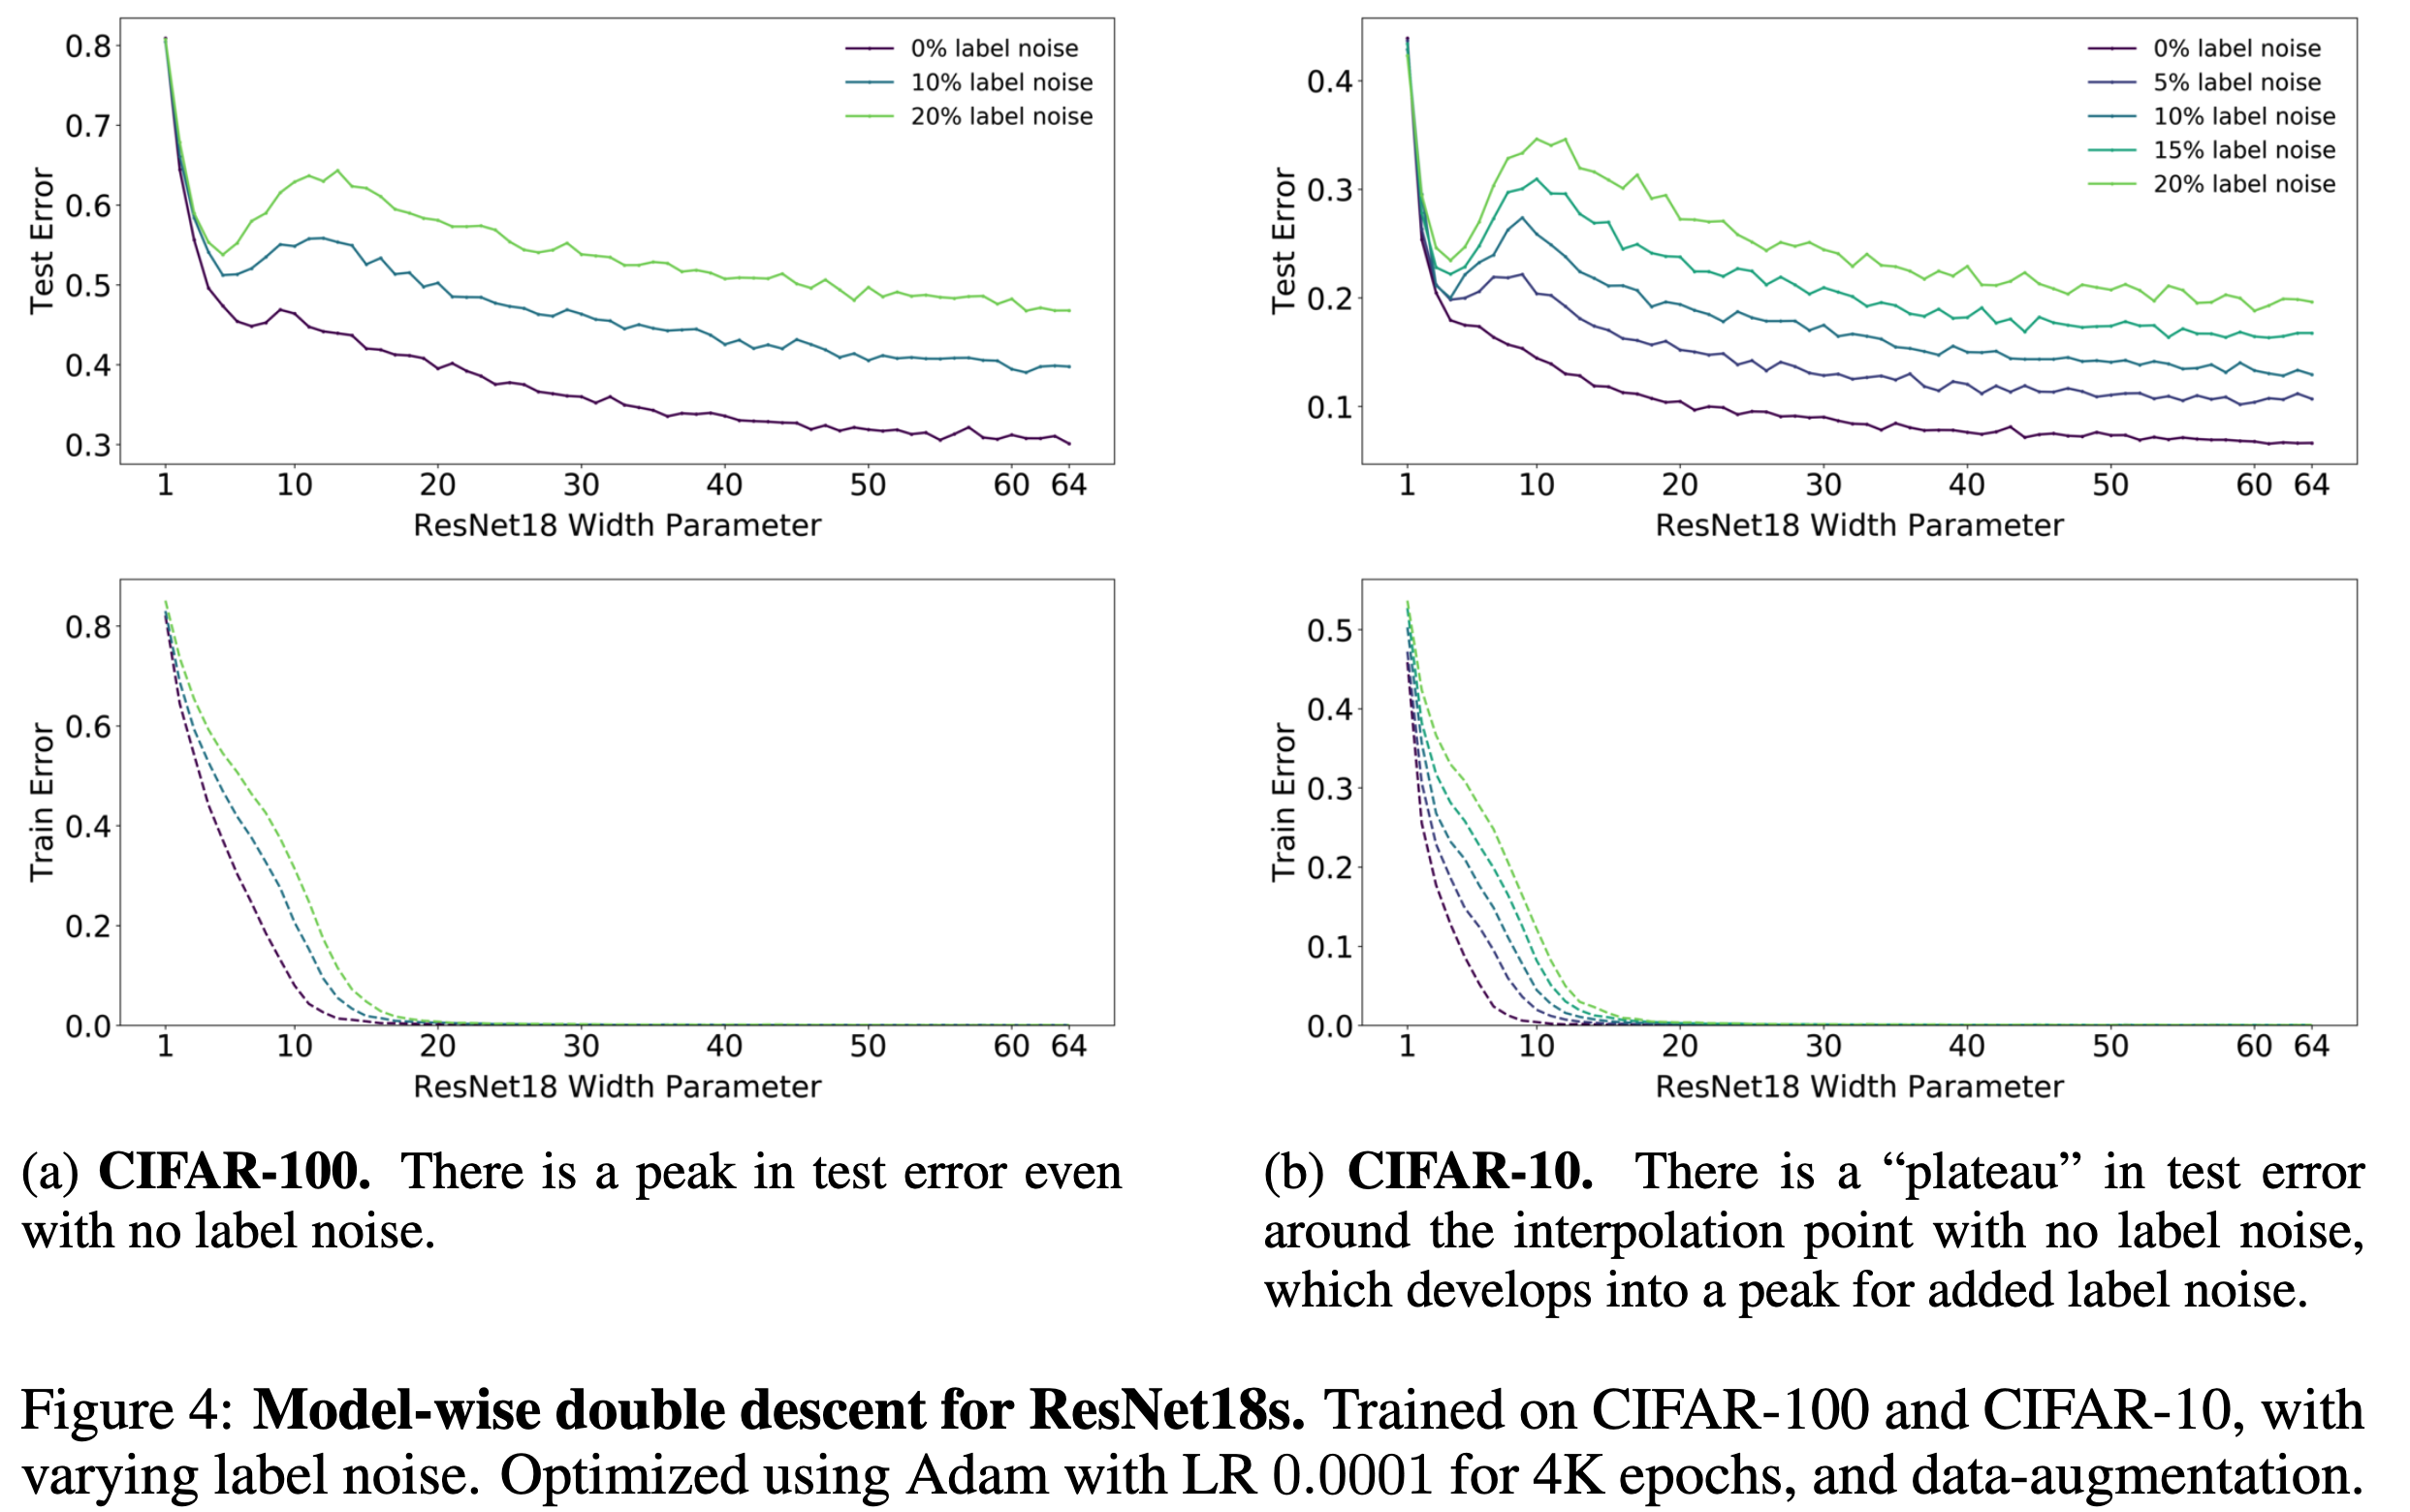 0.8
0.7
0.6
0.5
0.4
0.3
Test Error
0% label noise
10% label noise
20% label noise
1 10 20 30 40 50 60 64
ResNet18 Width Parameter
0.4
0.3
0.2
0.1
Test Error
0% label noise
5% label noise
10% label noise
15% label noise
20% label noise
1 10 20 30 40 50 60 64
ResNet18 Width Parameter
0.8
0.6
0.4
0.2
0.0
Train Error
1 10 20 30 40 50 60 64
ResNet18 Width Parameter
0.5
0.4
0.3
0.2
0.1
0.0
Train Error
1 10 20 30 40 50 60 64
ResNet18 Width Parameter
(a) CIFAR-100. There is a peak in test error even
with no label noise.
(b) CIFAR-10. There is a “plateau” in test error
around the interpolation point with no label noise,
which develops into a peak for added label noise.
Figure 4: Model-wise double descent for ResNet18s. Trained on CIFAR-100 and CIFAR-10, with
varying label noise. Optimized using Adam with LR 0.0001 for 4K epochs, and data-augmentation.